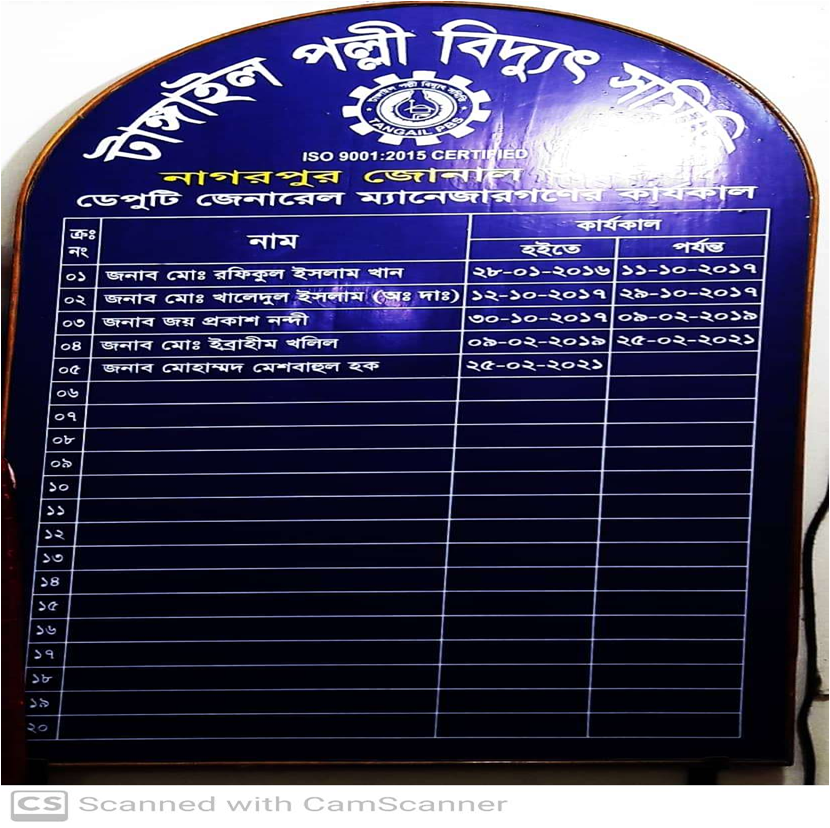 টাঙ্গাইল পল্লী বিদ্যুৎ সমিতি
টাঙ্গাইল পল্লী বিদ্যুৎ সমিতি
TANGAIL PBS
ISO 9001:2015 CERTIFIED
নাগরপুর জোনাল
ডেপুটি জেনারেল ম্যানেজারগণের কার্যকাল
ক্রঃ নং নাম কার্যকাল
হইতে পর্যন্ত
০১ জনাব মোঃ রফিকুল ইসলাম খান ২৮-০১-২০১৬ ১১-১০-২০১৭
০২ জনাব মোঃ খালেদুল ইসলাম (অঃ দাঃ) ১২-১০-২০১৭ ২৯-১০-২০১৭
০৩ জনাব জয় প্রকাশ নন্দী ৩০-১০-২০১৭ ০৯-০২-২০১৯
০৪ জনাব মোঃ ইব্রাহীম খলিল ০৯-০২-২০১৯ ২৫-০২-২০২১
০৫ জনাব মোহাম্মদ মেশবাহুল হক ২৫-০২-২০২১
০৬
০৭
০৮
০৯
১০
১১
১২
১৩
১৪
১৫
১৬
১৭
১৮
১৯
২০
CS Scanned with CamScanner